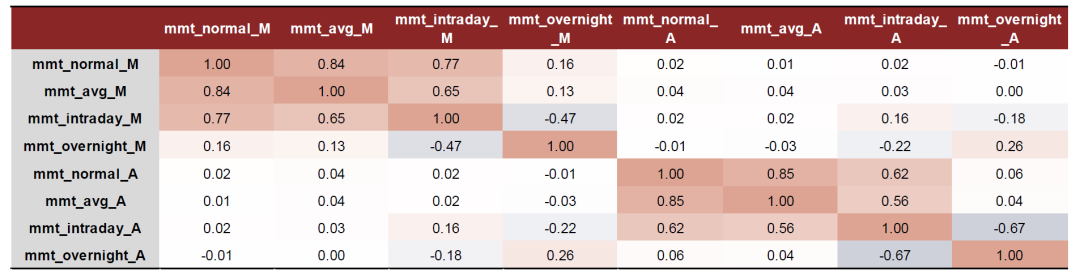 mmt_normal_M mmt_avg_M mmt_intraday_M mmt_overnight_M mmt_normal_A mmt_avg_A mmt_intraday_A mmt_overnight_A
mmt_normal_M 1.00 0.84 0.77 0.16 0.02 0.01 0.02 -0.01
mmt_avg_M 0.84 1.00 0.65 0.13 0.04 0.04 0.03 0.00
mmt_intraday_M 0.77 0.65 1.00 -0.47 0.02 0.02 0.16 -0.18
mmt_overnight_M 0.16 0.13 -0.47 1.00 -0.01 -0.03 -0.22 0.26
mmt_normal_A 0.02 0.04 0.02 -0.01 1.00 0.85 0.62 0.06
mmt_avg_A 0.01 0.04 0.02 -0.03 0.85 1.00 0.56 0.04
mmt_intraday_A 0.02 0.03 0.16 -0.22 0.62 0.56 1.00 -0.67
mmt_overnight_A -0.01 0.00 -0.18 0.26 0.06 0.04 -0.67 1.00